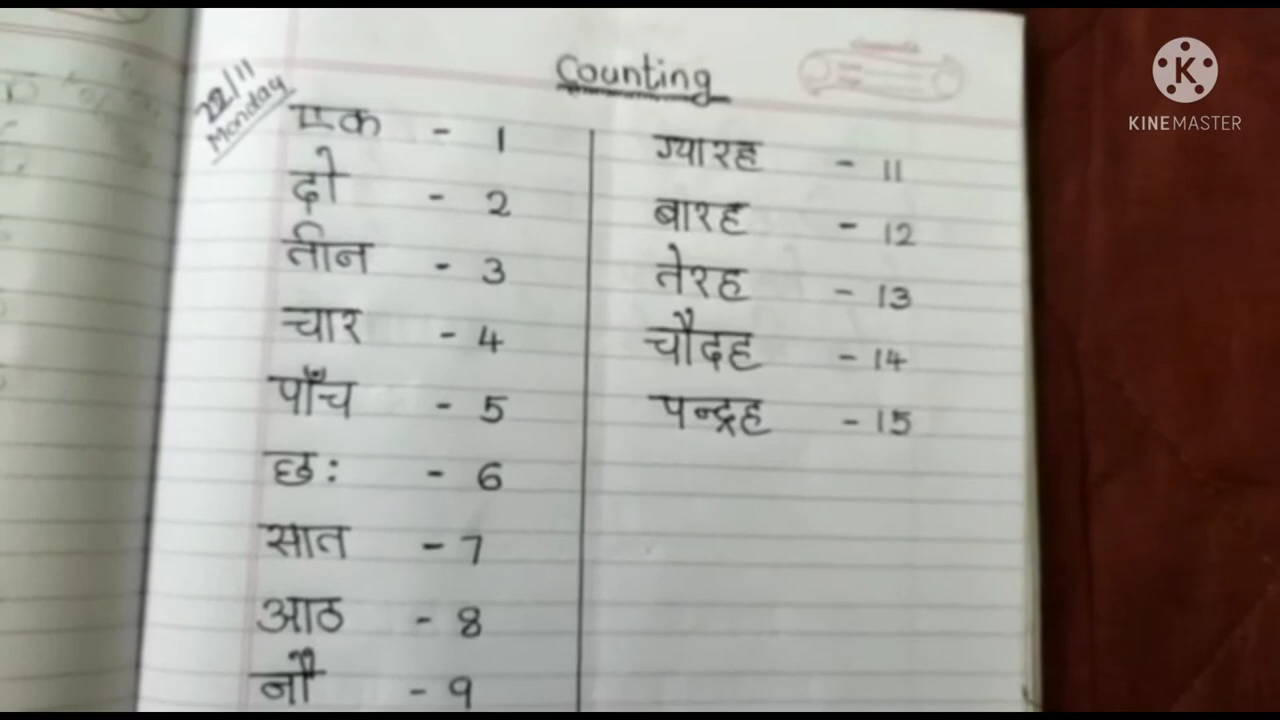 Counting
22/11
Monday
एक - 1
दो - 2
तीन - 3
चार - 4
पाँच - 5
छः - 6
सात - 7
आठ - 8
नौ - 9
ग्यारह - 11
बारह - 12
तेरह - 13
चौदह - 14
पन्द्रह - 15
K
KINEMASTER